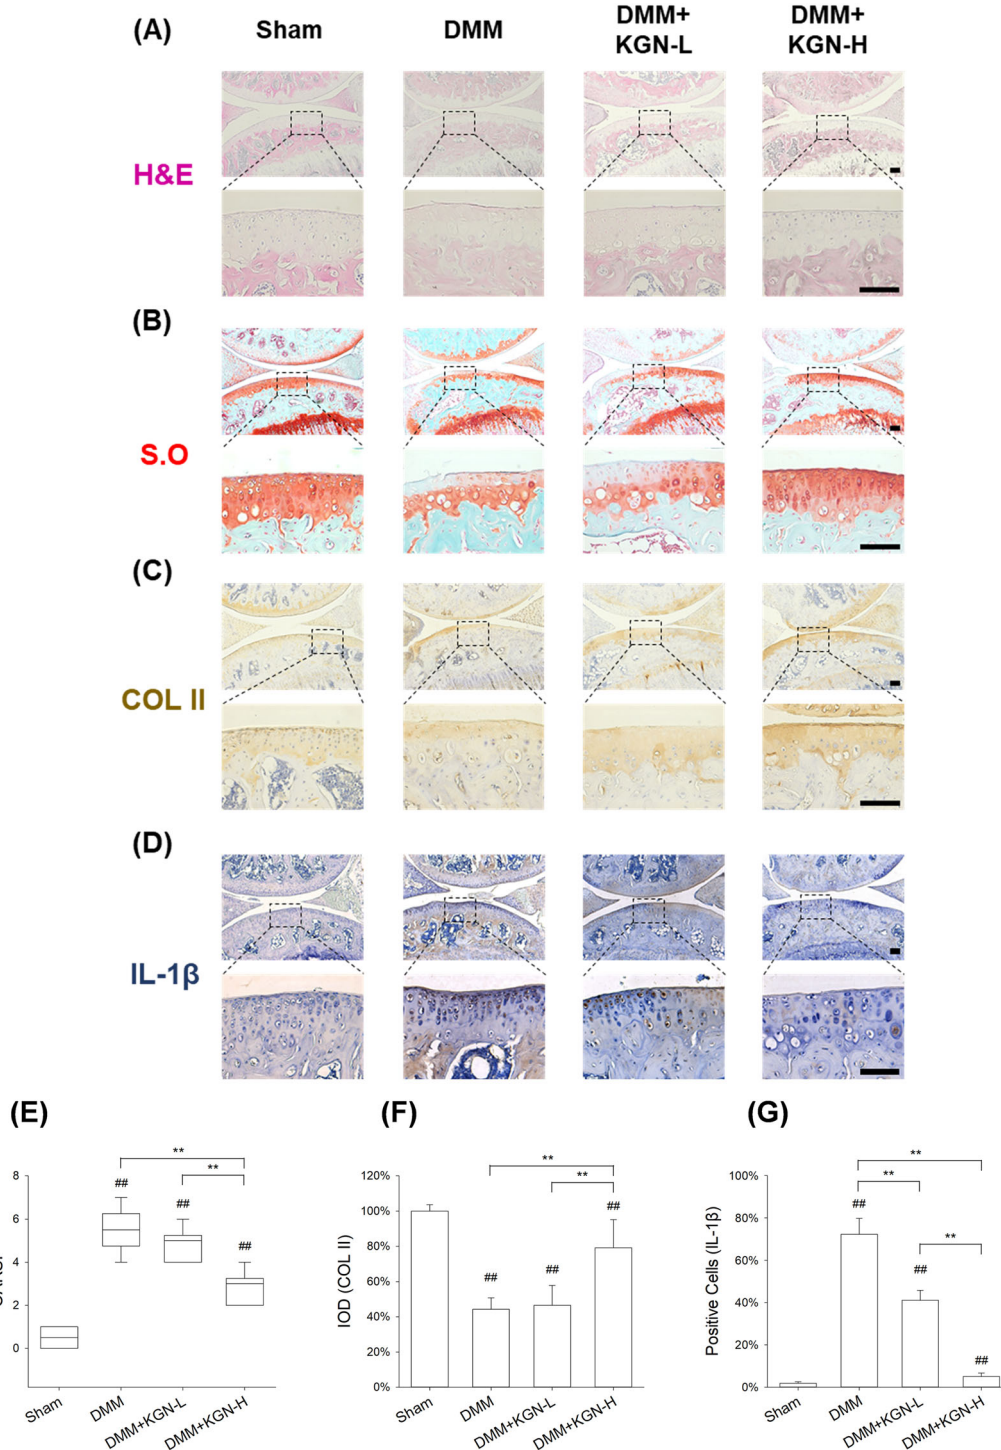 (A)
Sham
DMM
DMM+
KGN-L
DMM+
KGN-H
H&E
(B)
S.O
(C)
COL II
(D)
IL-1β
(E)
**
**
8
##
##
6
##
4
2
0
Sham
DMM
DMM+KGN-L
DMM+KGN-H
(F)
IOD (COL II)
**
**
120%
##
100%
80%
##
##
60%
40%
20%
0%
Sham
DMM
DMM+KGN-L
DMM+KGN-H
(G)
Positive Cells (IL-1β)
**
**
100%
##
80%
**
60%
##
40%
##
20%
0%
Sham
DMM
DMM+KGN-L
DMM+KGN-H